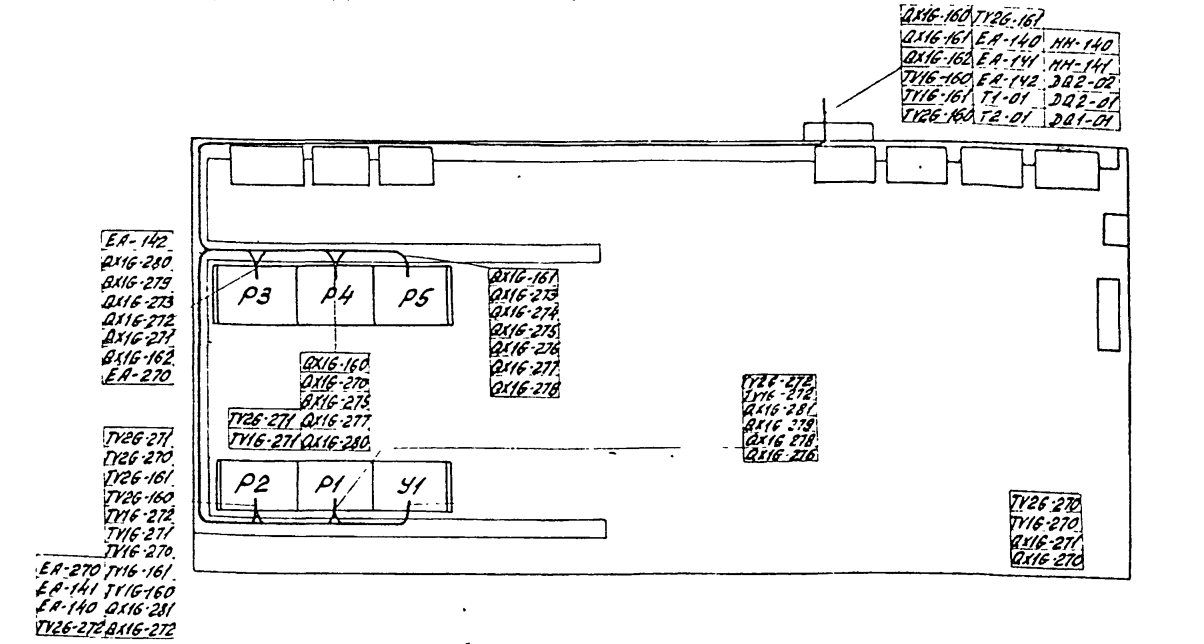 QX1G-160 TY2G-161
QX1G-161 EA-140 HH-140
QX1G-162 EA-141 HH-141
TY1G-160 EA-142 DQ2-02
TY1G-161 T1-01 DQ2-01
TY2G-160 T2-01 DQ1-01
EA-142
QX1G-280
QX1G-279
QX1G-273
QX1G-272
QX1G-271
QX1G-162
EA-270
P3 P4 P5
QX1G-161
QX1G-273
QX1G-274
QX1G-275
QX1G-276
QX1G-277
QX1G-278
QX1G-160
QX1G-270
QX1G-275
TY2G-271 QX1G-277
TY1G-271 QX1G-280
TY2G-272
TY1G-272
QX1G-281
QX1G-279
QX1G-278
QX1G-276
P2 P1 У1
TY2G-271
TY2G-270
TY2G-161
TY2G-160
TY1G-272
TY1G-271
TY1G-270
EA-270 TY1G-161
EA-141 TY1G-160
EA-140 QX1G-281
TY2G-272 QX1G-272
TY2G-270
TY1G-270
QX1G-271
QX1G-270